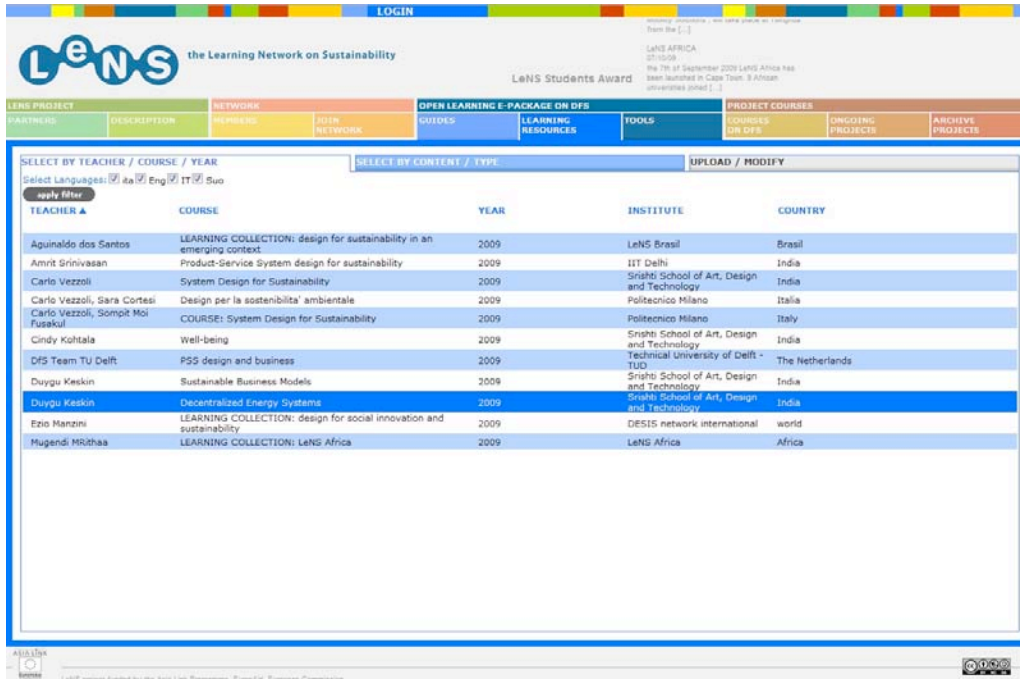 LOGIN
from the [...]
LeNS
the Learning Network on Sustainability
LeNS Students Award
LeNS AFRICA
07/10/09
the 7th of September 2009 LeNS Africa has
been launched in Cape Town. 8 African
universities joined [...]
LENS PROJECT
NETWORK
OPEN LEARNING E-PACKAGE ON DFS
PROJECT COURSES
PARTNERS
DESCRIPTION
MEMBERS
JOIN
NETWORK
GUIDES
LEARNING
RESOURCES
TOOLS
COURSES
ON DFS
ONGOING
PROJECTS
ARCHIVE
PROJECTS
SELECT BY TEACHER / COURSE / YEAR
SELECT BY CONTENT / TYPE
UPLOAD / MODIFY
Select Languages: ita Eng IT Suo
apply filter
TEACHER ▲ COURSE YEAR INSTITUTE COUNTRY
Aguinaldo dos Santos LEARNING COLLECTION: design for sustainability in an
emerging context 2009 LeNS Brasil Brasil
Amrit Srinivasan Product-Service System design for sustainability 2009 IIT Delhi India
Carlo Vezzoli System Design for Sustainability 2009 Srishti School of Art, Design
and Technology India
Carlo Vezzoli, Sara Cortesi Design per la sostenibilita' ambientale 2009 Politecnico Milano Italia
Carlo Vezzoli, Sompit Moi
Fusakul COURSE: System Design for Sustainability 2009 Politecnico Milano Italy
Cindy Kohtala Well-being 2009 Srishti School of Art, Design
and Technology India
DfS Team TU Delft PSS design and business 2009 Technical University of Delft -
TUD The Netherlands
Duygu Keskin Sustainable Business Models 2009 Srishti School of Art, Design
and Technology India
Duygu Keskin Decentralized Energy Systems 2009 Srishti School of Art, Design
and Technology India
Ezio Manzini LEARNING COLLECTION: design for social innovation and
sustainability 2009 DESIS network international world
Mugendi MRithaa LEARNING COLLECTION: LeNS Africa 2009 LeNS Africa Africa
ASIA LINK